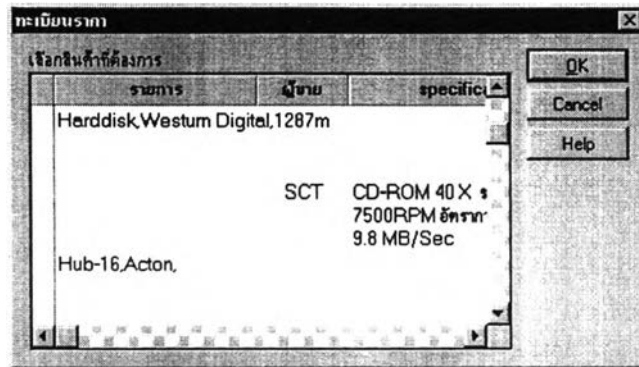 ทะเบียนราคา
เลือกสินค้าที่ต้องการ
รายการ ผู้ขาย specifica
OK
Cancel
Help
Harddisk,Westurn Digital,1287m
SCT CD-ROM 40 X
7500RPM อัตรา
9.8 MB/Sec
Hub-16,Acton,